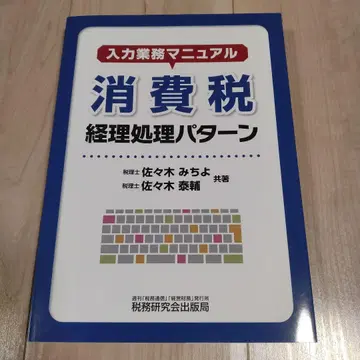 入力業務マニュアル
消費税
経理処理パターン
税理士 佐々木 みちよ
税理士 佐々木 泰輔
共著
週刊「税務通信」「経営財務」発行所
税務研究会出版局